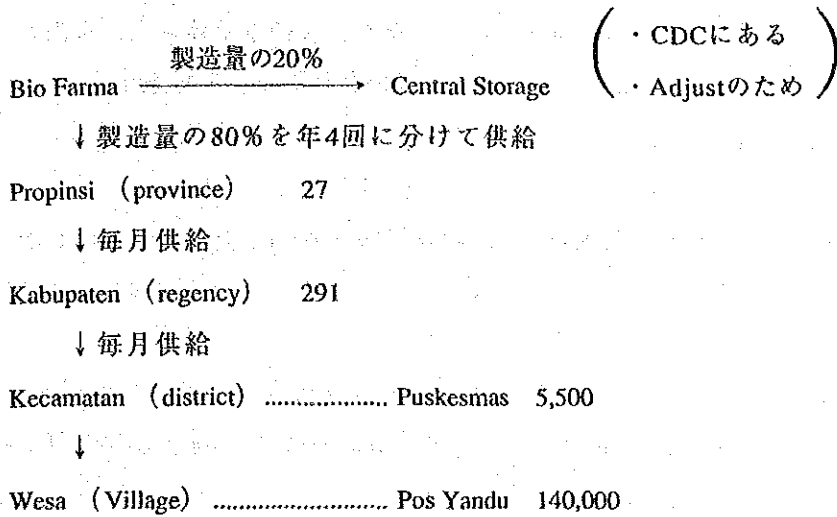 製造量の20%
・CDCにある
Bio Farma → Central Storage
・Adjustのため
↓製造量の80%を年4回に分けて供給
Propinsi （province） 27
↓毎月供給
Kabupaten （regency） 291
↓毎月供給
Kecamatan （district） ................... Puskesmas 5,500
↓
Wesa （Village） .......................... Pos Yandu 140,000